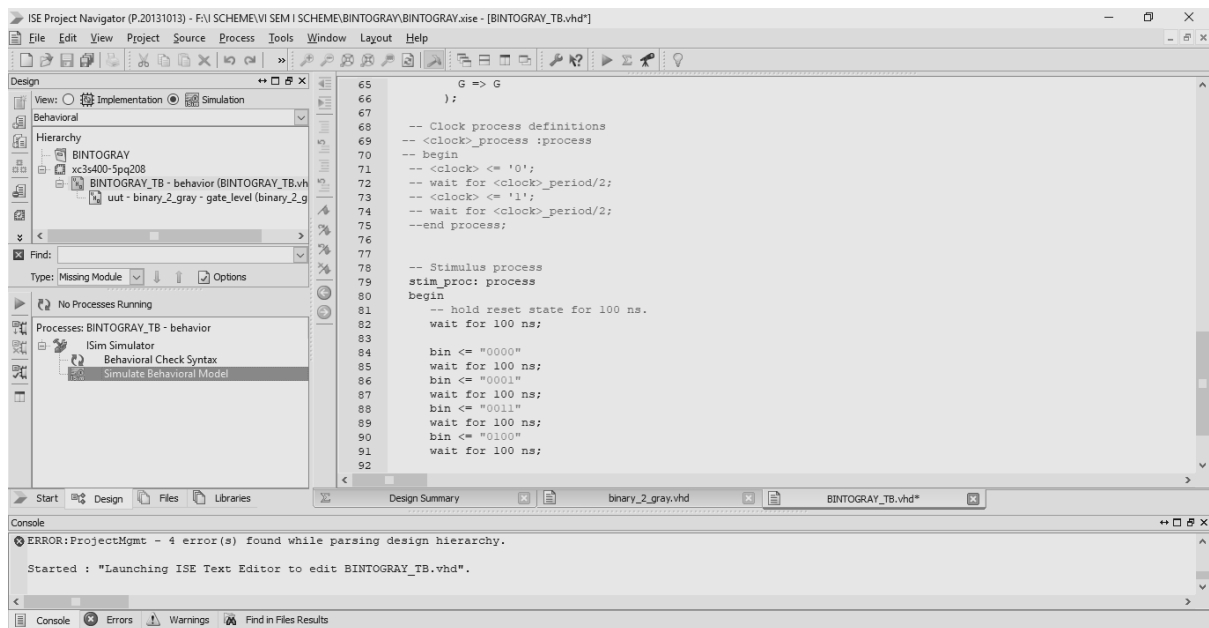 ISE Project Navigator (P.20131013) - F:\I SCHEME\VI SEM I SCHEME\BINTOGRAY\BINTOGRAY.xise - [BINTOGRAY_TB.vhd*]
File Edit View Project Source Process Tools Window Layout Help
Design
View: Implementation Simulation
Behavioral
Hierarchy
BINTOGRAY
xc3s400-5pq208
BINTOGRAY_TB - behavior (BINTOGRAY_TB.vh
uut - binary_2_gray - gate_level (binary_2_g
Find:
Type: Missing Module Options
No Processes Running
Processes: BINTOGRAY_TB - behavior
ISim Simulator
Behavioral Check Syntax
Simulate Behavioral Model
Start Design Files Libraries
65 G => G
66 );
67
68 -- Clock process definitions
69 -- <clock>_process :process
70 -- begin
71 -- <clock> <= '0';
72 -- wait for <clock>_period/2;
73 -- <clock> <= '1';
74 -- wait for <clock>_period/2;
75 --end process;
76
77
78 -- Stimulus process
79 stim_proc: process
80 begin
81 -- hold reset state for 100 ns.
82 wait for 100 ns;
83
84 bin <= "0000"
85 wait for 100 ns;
86 bin <= "0001"
87 wait for 100 ns;
88 bin <= "0011"
89 wait for 100 ns;
90 bin <= "0100"
91 wait for 100 ns;
92
Design Summary binary_2_gray.vhd BINTOGRAY_TB.vhd*
Console
ERROR:ProjectMgmt - 4 error(s) found while parsing design hierarchy.
Started : "Launching ISE Text Editor to edit BINTOGRAY_TB.vhd".
Console Errors Warnings Find in Files Results